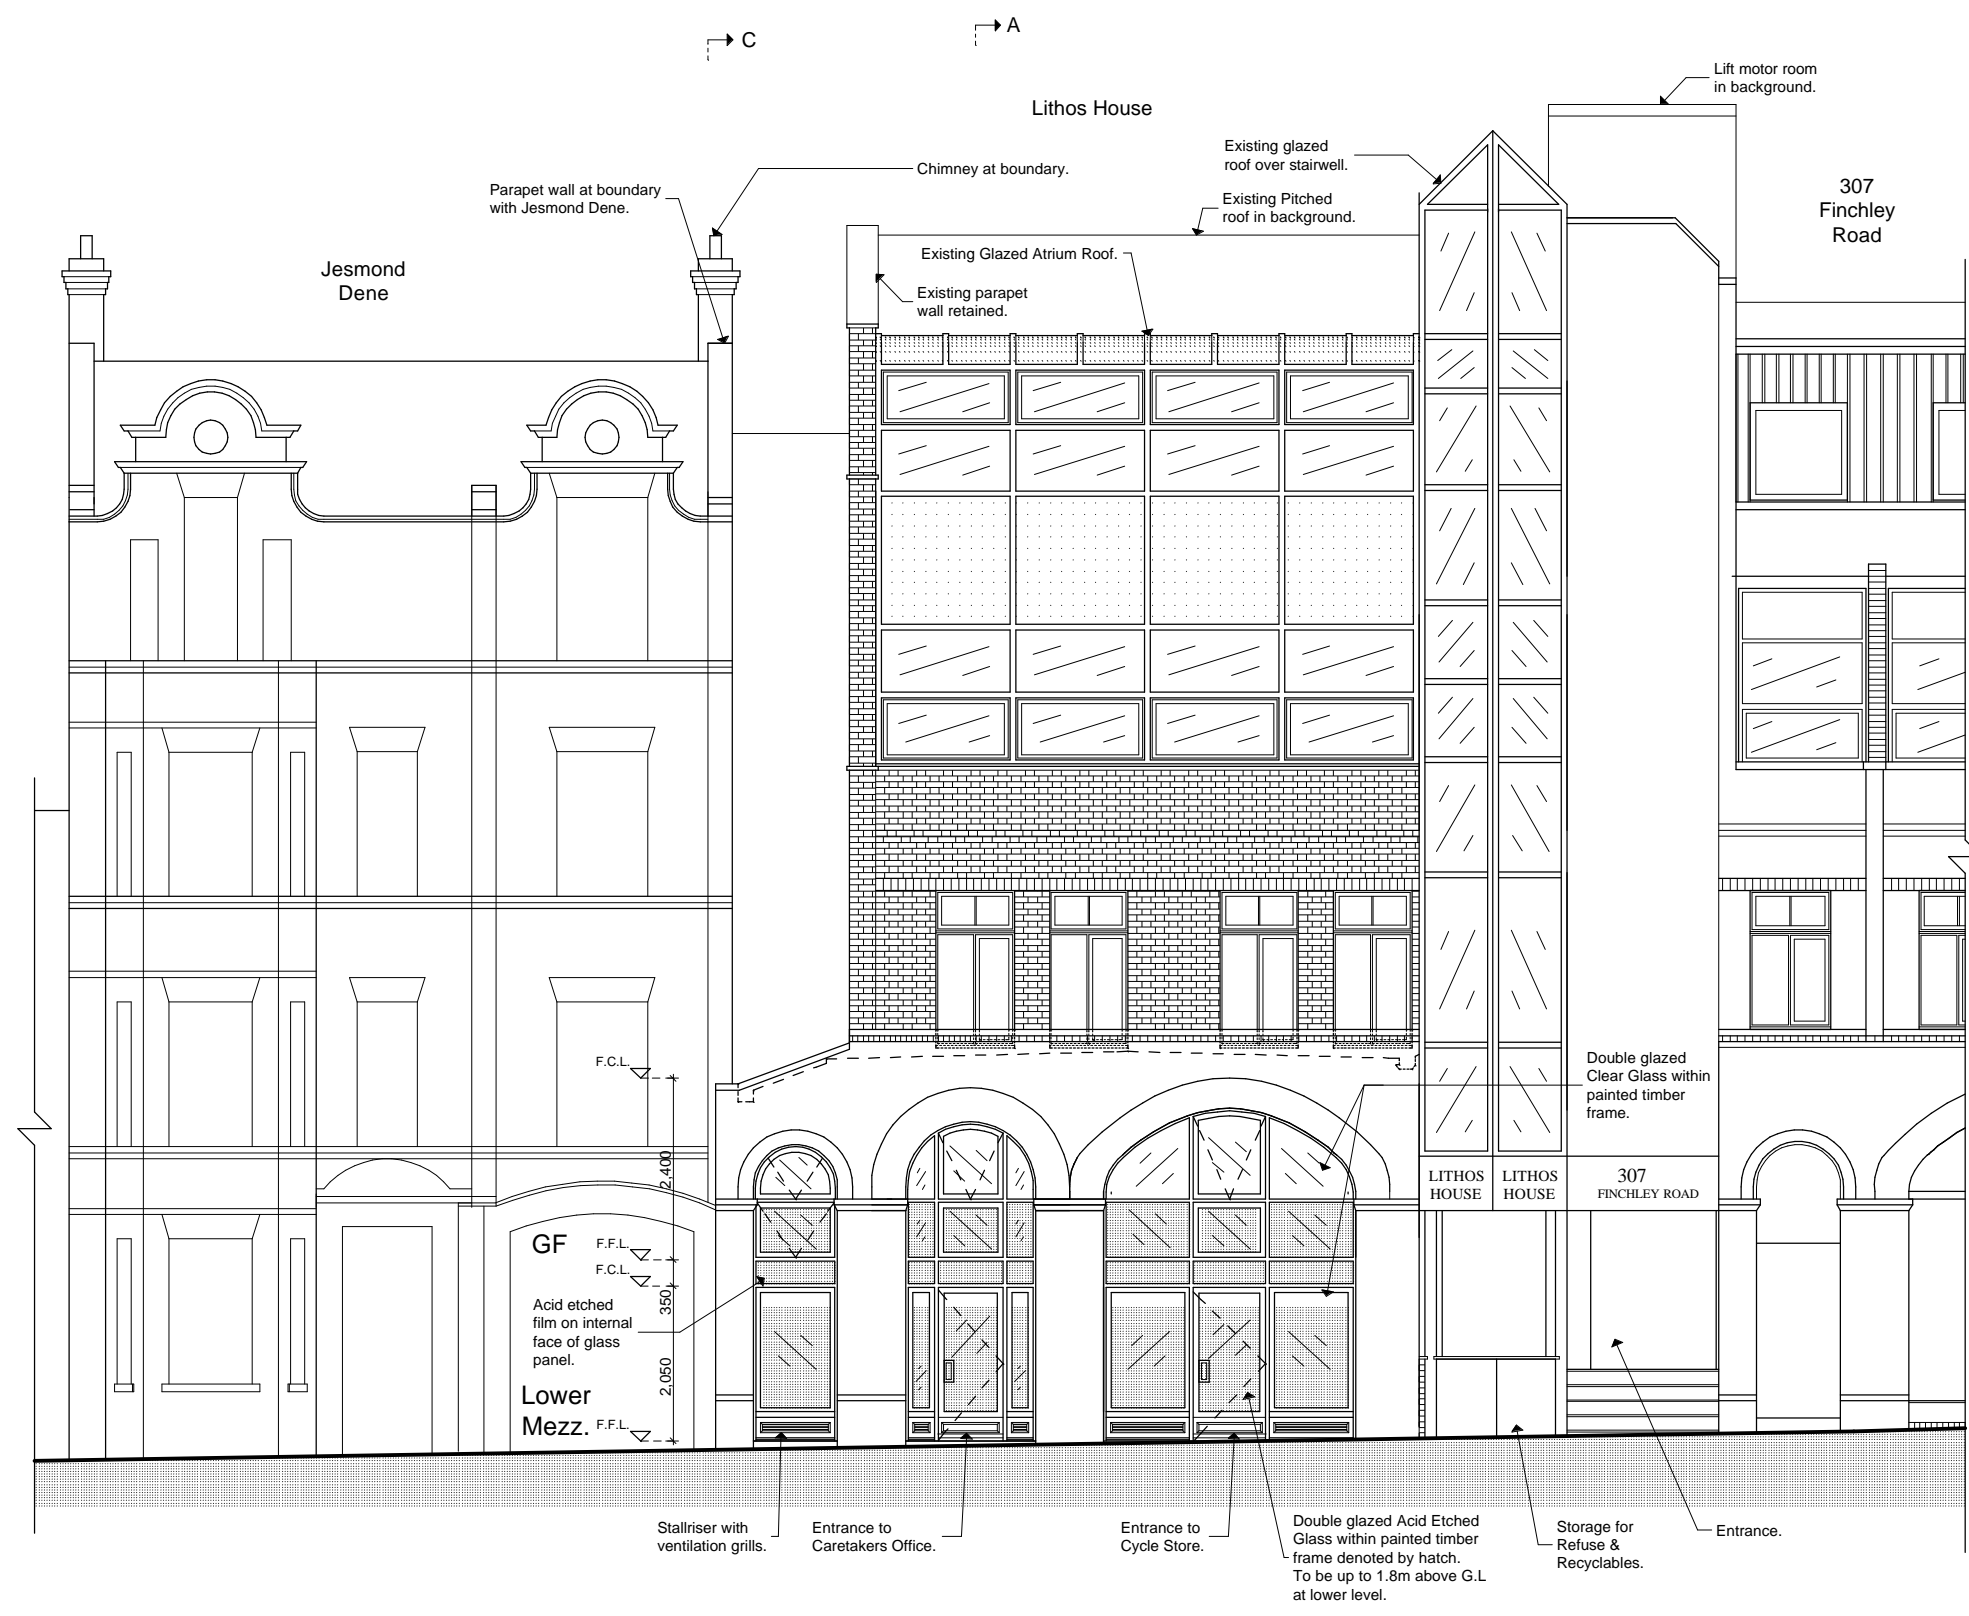 C
A
Lift motor room
in background.
Lithos House
Existing glazed
roof over stairwell.
Chimney at boundary.
Parapet wall at boundary
with Jesmond Dene.
Existing Pitched
roof in background.
307
Finchley
Road
Existing Glazed Atrium Roof.
Jesmond
Dene
Existing parapet
wall retained.
F.C.L.
Double glazed
Clear Glass within
painted timber
frame.
2,400
LITHOS
HOUSE
LITHOS
HOUSE
307
FINCHLEY ROAD
GF
F.F.L.
F.C.L.
350
Acid etched
film on internal
face of glass
panel.
2,050
Lower
Mezz.
F.F.L.
Stallriser with
ventilation grills.
Entrance to
Caretakers Office.
Entrance to
Cycle Store.
Double glazed Acid Etched
Glass within painted timber
frame denoted by hatch.
To be up to 1.8m above G.L
at lower level.
Storage for
Refuse &
Recyclables.
Entrance.